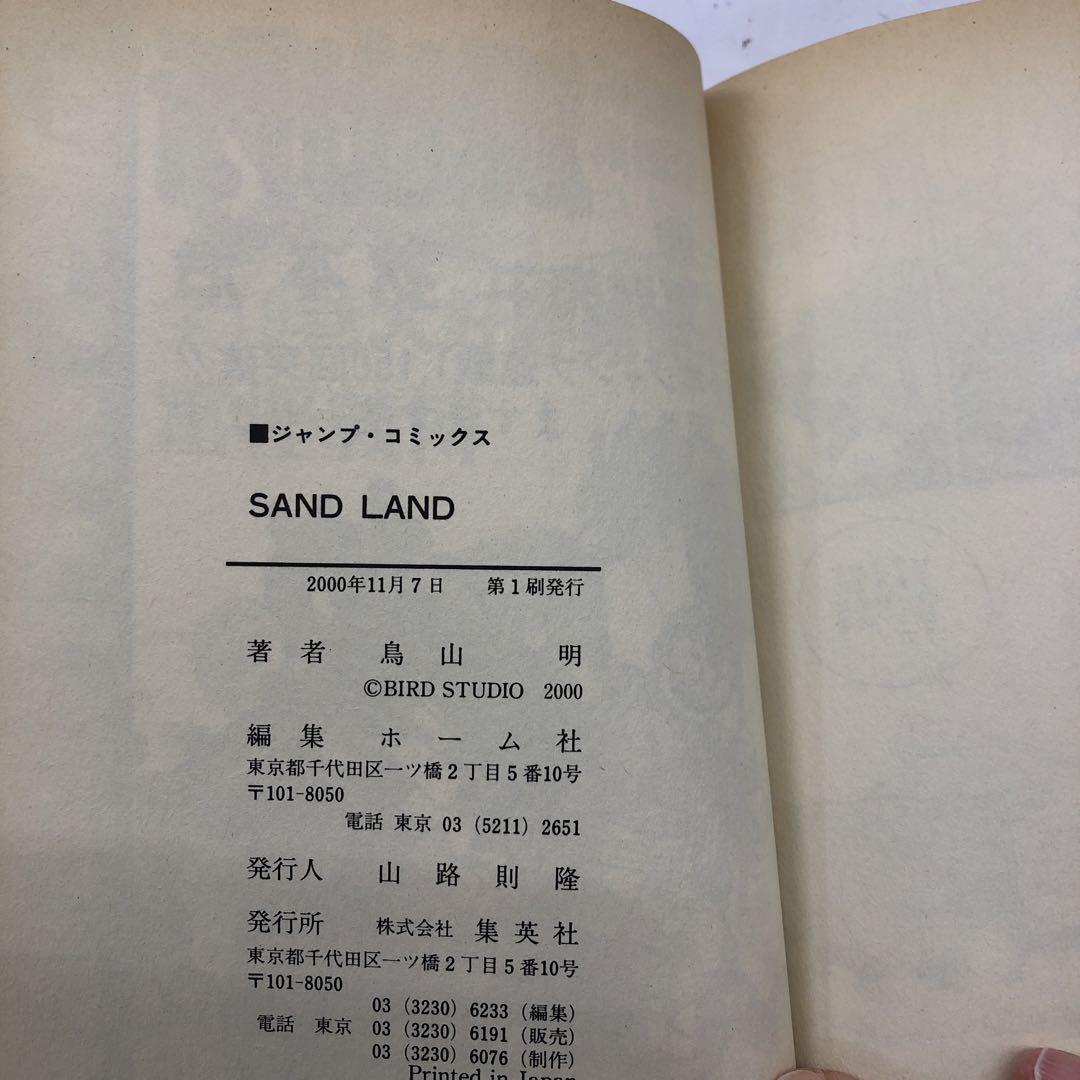 ■ジャンプ・コミックス
SAND LAND
2000年11月7日　第1刷発行
著者　鳥山　明
©BIRD STUDIO 2000
編集　ホーム社
東京都千代田区一ツ橋2丁目5番10号
〒101-8050
電話 東京 03 (5211) 2651
発行人　山路則隆
発行所　株式会社 集英社
東京都千代田区一ツ橋2丁目5番10号
〒101-8050
03 (3230) 6233 (編集)
電話　東京 03 (3230) 6191 (販売)
03 (3230) 6076 (制作)
Printed in Japan